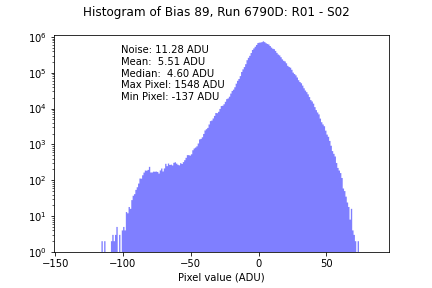 Histogram of Bias 89, Run 6790D: R01 - S02
Noise: 11.28 ADU
Mean:  5.51 ADU
Median:  4.60 ADU
Max Pixel: 1548 ADU
Min Pixel: -137 ADU
10⁶
10⁵
10⁴
10³
10²
10¹
10⁰
−150 −100 −50 0 50
Pixel value (ADU)